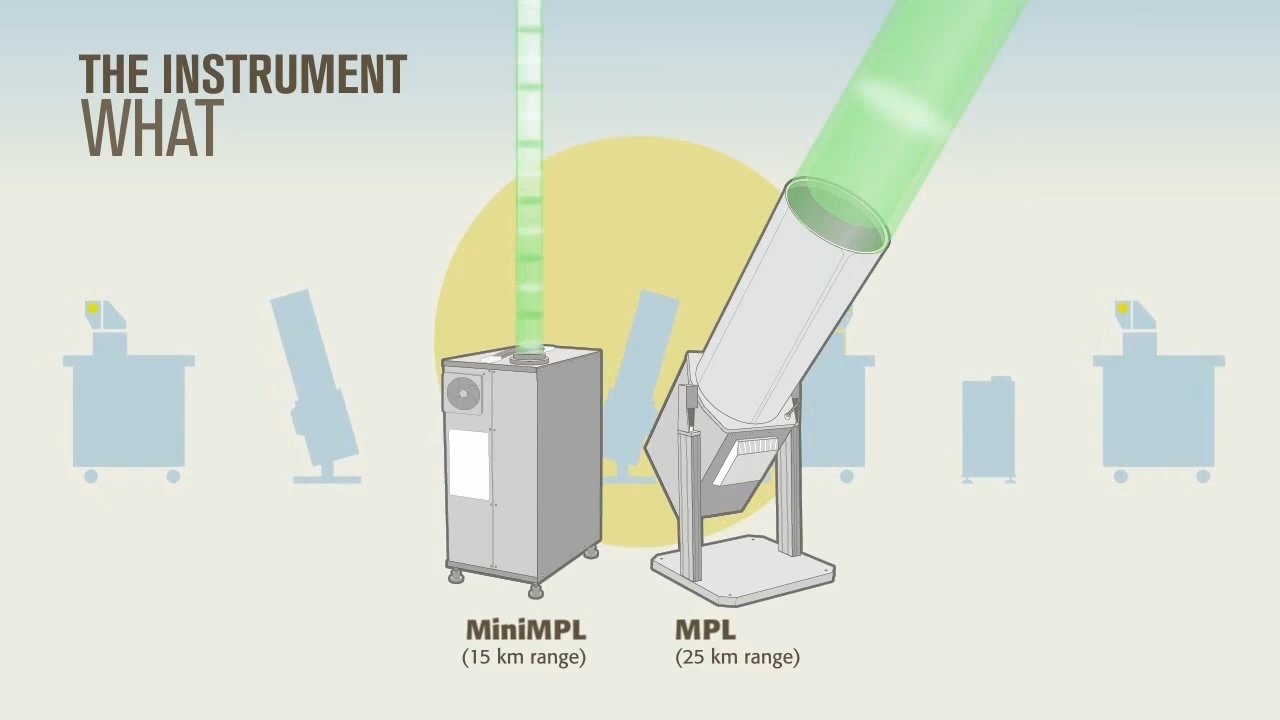 THE INSTRUMENT
WHAT
MiniMPL
(15 km range)
MPL
(25 km range)